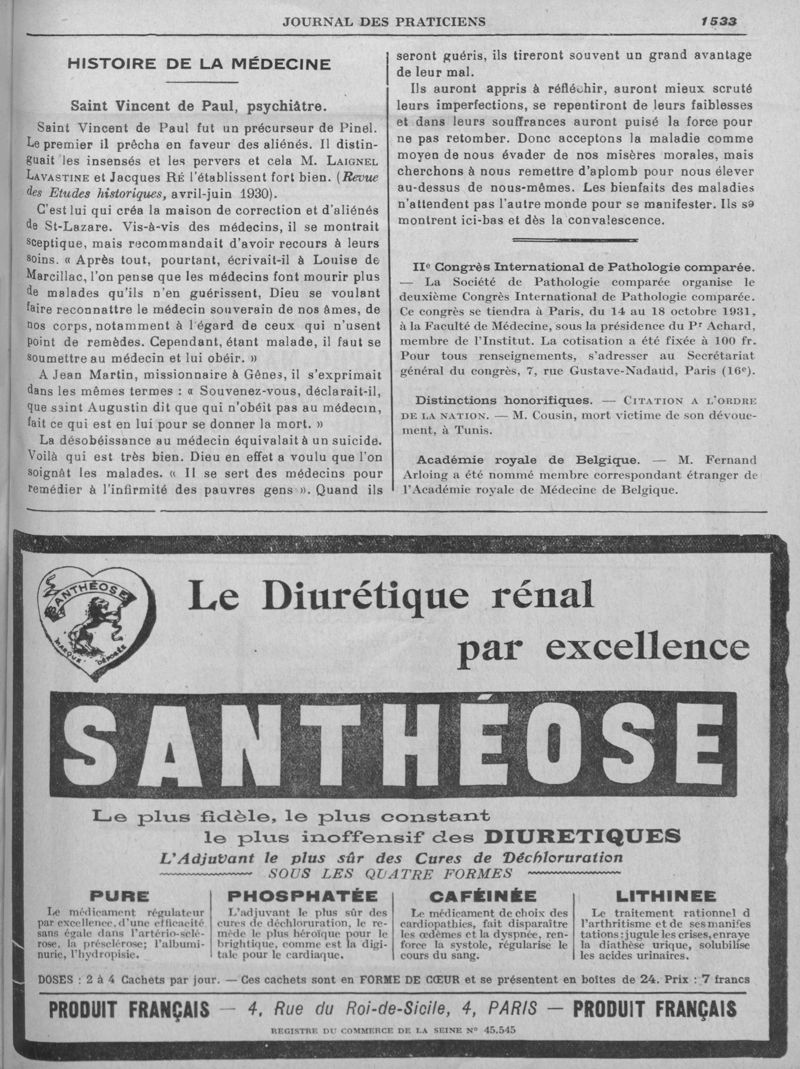 JOURNAL DES PRATICIENS 1533
HISTOIRE DE LA MÉDECINE
Saint Vincent de Paul, psychiâtre.
Saint Vincent de Paul fut un précurseur de Pinel.
Le premier il prêcha en faveur des aliénés. Il distin-
guait les insensés et les pervers et cela M. LAIGNEL
LAVASTINE et Jacques RÉ l'établissent fort bien. (Revue
des Etudes historiques, avril-juin 1930).
C'est lui qui créa la maison de correction et d'aliénés
de St-Lazare. Vis-à-vis des médecins, il se montrait
sceptique, mais recommandait d'avoir recours à leurs
soins. « Après tout, pourtant, écrivait-il à Louise de
Marcillac, l'on pense que les médecins font mourir plus
de malades qu'ils n'en guérissent, Dieu se voulant
faire reconnattre le médecin souverain de nos âmes, de
nos corps, notamment à l'égard de ceux qui n'usent
point de remèdes. Cependant, étant malade, il faut se
soumettre au médecin et lui obéir. »
A Jean Martin, missionnaire à Gênes, il s'exprimait
dans les mêmes termes : « Souvenez-vous, déclarait-il,
que saint Augustin dit que qui n'obéit pas au médecin,
fait ce qui est en lui pour se donner la mort. »
La désobéissance au médecin équivalait à un suicide.
Voilà qui est très bien. Dieu en effet a voulu que l'on
soignât les malades. « Il se sert des médecins pour
remédier à l'infirmité des pauvres gens ». Quand ils
seront guéris, ils tireront souvent un grand avantage
de leur mal.
Ils auront appris à réfléchir, auront mieux scruté
leurs imperfections, se repentiront de leurs faiblesses
et dans leurs souffrances auront puisé la force pour
ne pas retomber. Donc acceptons la maladie comme
moyen de nous évader de nos misères morales, mais
cherchons à nous remettre d'aplomb pour nous élever
au-dessus de nous-mêmes. Les bienfaits des maladies
n'attendent pas l'autre monde pour se manifester. Ils se
montrent ici-bas et dès la convalescence.
IIe Congrès International de Pathologie comparée.
— La Société de Pathologie comparée organise le
deuxième Congrès International de Pathologie comparée.
Ce congrès se tiendra à Paris, du 14 au 18 octobre 1931,
à la Faculté de Médecine, sous la présidence du Pr Achard,
membre de l'Institut. La cotisation a été fixée à 100 fr.
Pour tous renseignements, s'adresser au Secrétariat
général du congrès, 7, rue Gustave-Nadaud, Paris (16e).
Distinctions honorifiques. — CITATION A L'ORDRE
DE LA NATION. — M. Cousin, mort victime de son dévoue-
ment, à Tunis.
Académie royale de Belgique. — M. Fernand
Arloing a été nommé membre correspondant étranger de
l'Académie royale de Médecine de Belgique.
SANTHÉOSE
MARQUE DÉPOSÉE
Le Diurétique rénal
par excellence
SANTHÉOSE
Le plus fidèle, le plus constant
le plus inoffensif des DIURETIQUES
L'Adjuvant le plus sûr des Cures de Déchloruration
SOUS LES QUATRE FORMES
PURE
Le médicament régulateur
par excellence, d'une efficacité
sans égale dans l'artério-sclé-
rose, la présclérose; l'albumi-
nurie, l'hydropisie.
PHOSPHATÉE
L'adjuvant le plus sûr des
cures de déchloruration, le re-
mède le plus héroïque pour le
brightique, comme est la digi-
tale pour le cardiaque.
CAFÉINÉE
Le médicament de choix des
cardiopathies, fait disparaître
les œdèmes et la dyspnée, ren-
force la systole, régularise le
cours du sang.
LITHINEE
Le traitement rationnel d
l'arthritisme et de ses manifes
tations; jugule les crises, enraye
la diathèse urique, solubilise
les acides urinaires.
DOSES : 2 à 4 Cachets par jour. — Ces cachets sont en FORME DE CŒUR et se présentent en boîtes de 24. Prix : 7 francs
PRODUIT FRANÇAIS — 4, Rue du Roi-de-Sicile, 4, PARIS — PRODUIT FRANÇAIS
REGISTRE DU COMMERCE DE LA SEINE No 45.545